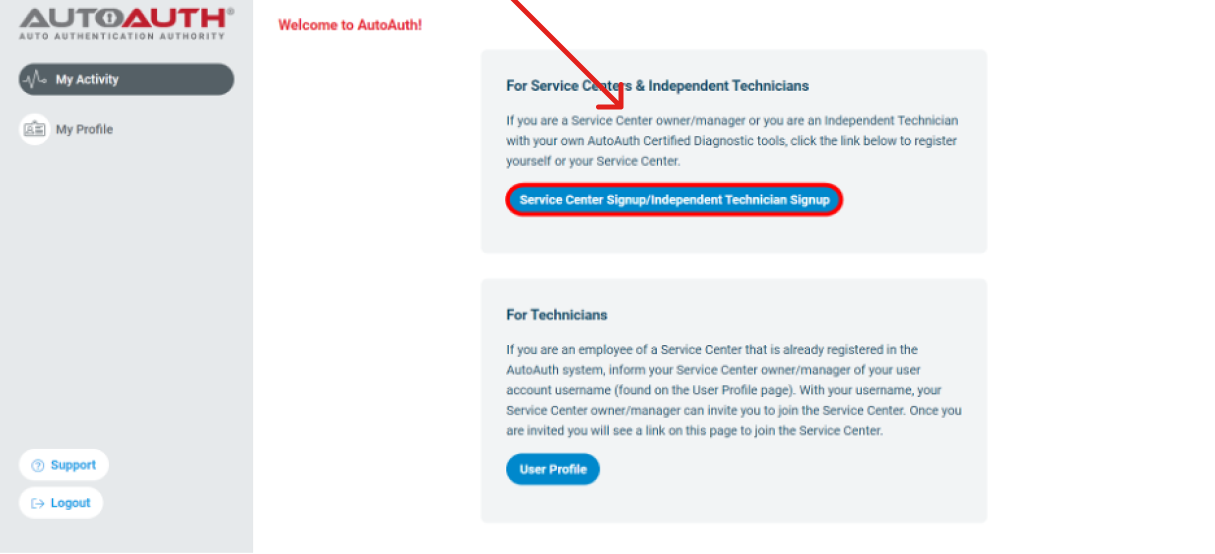 AUTOAUTH®
AUTO AUTHENTICATION AUTHORITY
My Activity
My Profile
Support
Logout
Welcome to AutoAuth!
For Service Centers & Independent Technicians
If you are a Service Center owner/manager or you are an Independent Technician
with your own AutoAuth Certified Diagnostic tools, click the link below to register
yourself or your Service Center.
Service Center Signup/Independent Technician Signup
For Technicians
If you are an employee of a Service Center that is already registered in the
AutoAuth system, inform your Service Center owner/manager of your user
account username (found on the User Profile page). With your username, your
Service Center owner/manager can invite you to join the Service Center. Once you
are invited you will see a link on this page to join the Service Center.
User Profile